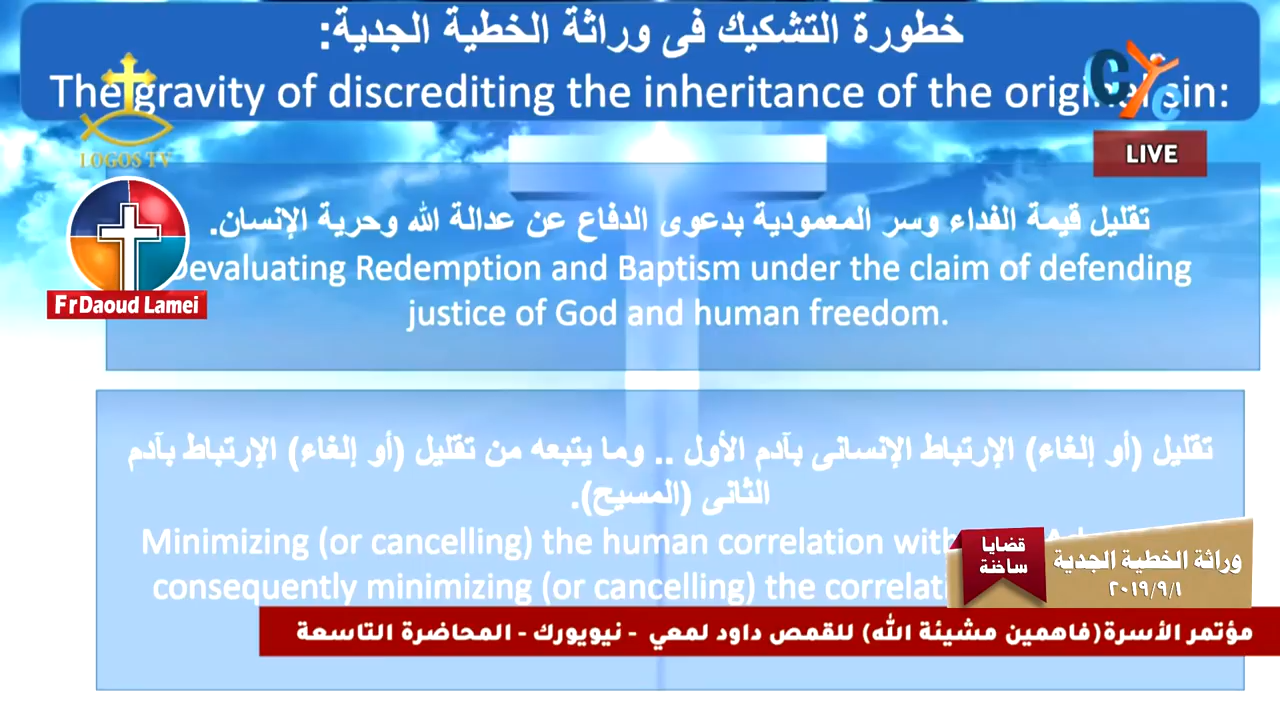 خطورة التشكيك فى وراثة الخطية الجدية:
The gravity of discrediting the inheritance of the original sin:
LOGOS TV
CYC
LIVE
تقليل قيمة الفداء وسر المعمودية بدعوى الدفاع عن عدالة الله وحرية الإنسان.
Devaluating Redemption and Baptism under the claim of defending
justice of God and human freedom.
Fr Daoud Lamei
تقليل (أو إلغاء) الإرتباط الإنسانى بآدم الأول .. وما يتبعه من تقليل (أو إلغاء) الإرتباط بآدم
الثانى (المسيح).
Minimizing (or cancelling) the human correlation with
consequently minimizing (or cancelling) the
قضايا
ساخنة
وراثة الخطية الجدية
٢٠١٩/٩/١
مؤتمر الأسرة(فاهمين مشيئة الله) للقمص داود لمعي - نيويورك - المحاضرة التاسعة